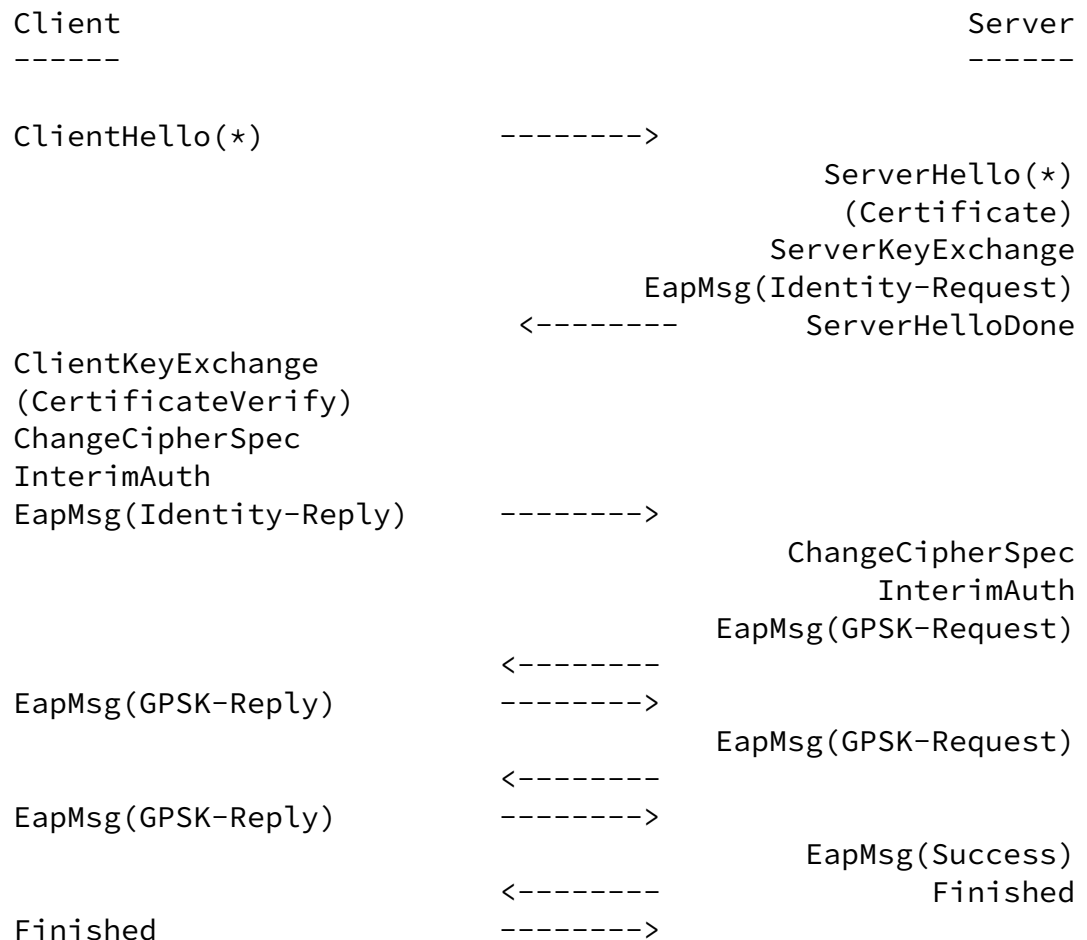 Client                                                     Server
------                                                     ------
ClientHello(*)             -------->
                                                   ServerHello(*)
                                                    (Certificate)
                                                ServerKeyExchange
                                         EapMsg(Identity-Request)
                            <--------       ServerHelloDone
ClientKeyExchange
(CertificateVerify)
ChangeCipherSpec
InterimAuth
EapMsg(Identity-Reply)     -------->
                                                 ChangeCipherSpec
                                                      InterimAuth
                                             EapMsg(GPSK-Request)
                           <--------
EapMsg(GPSK-Reply)         -------->
                                             EapMsg(GPSK-Request)
                           <--------
EapMsg(GPSK-Reply)         -------->
                                                  EapMsg(Success)
                           <--------               Finished
Finished                   -------->